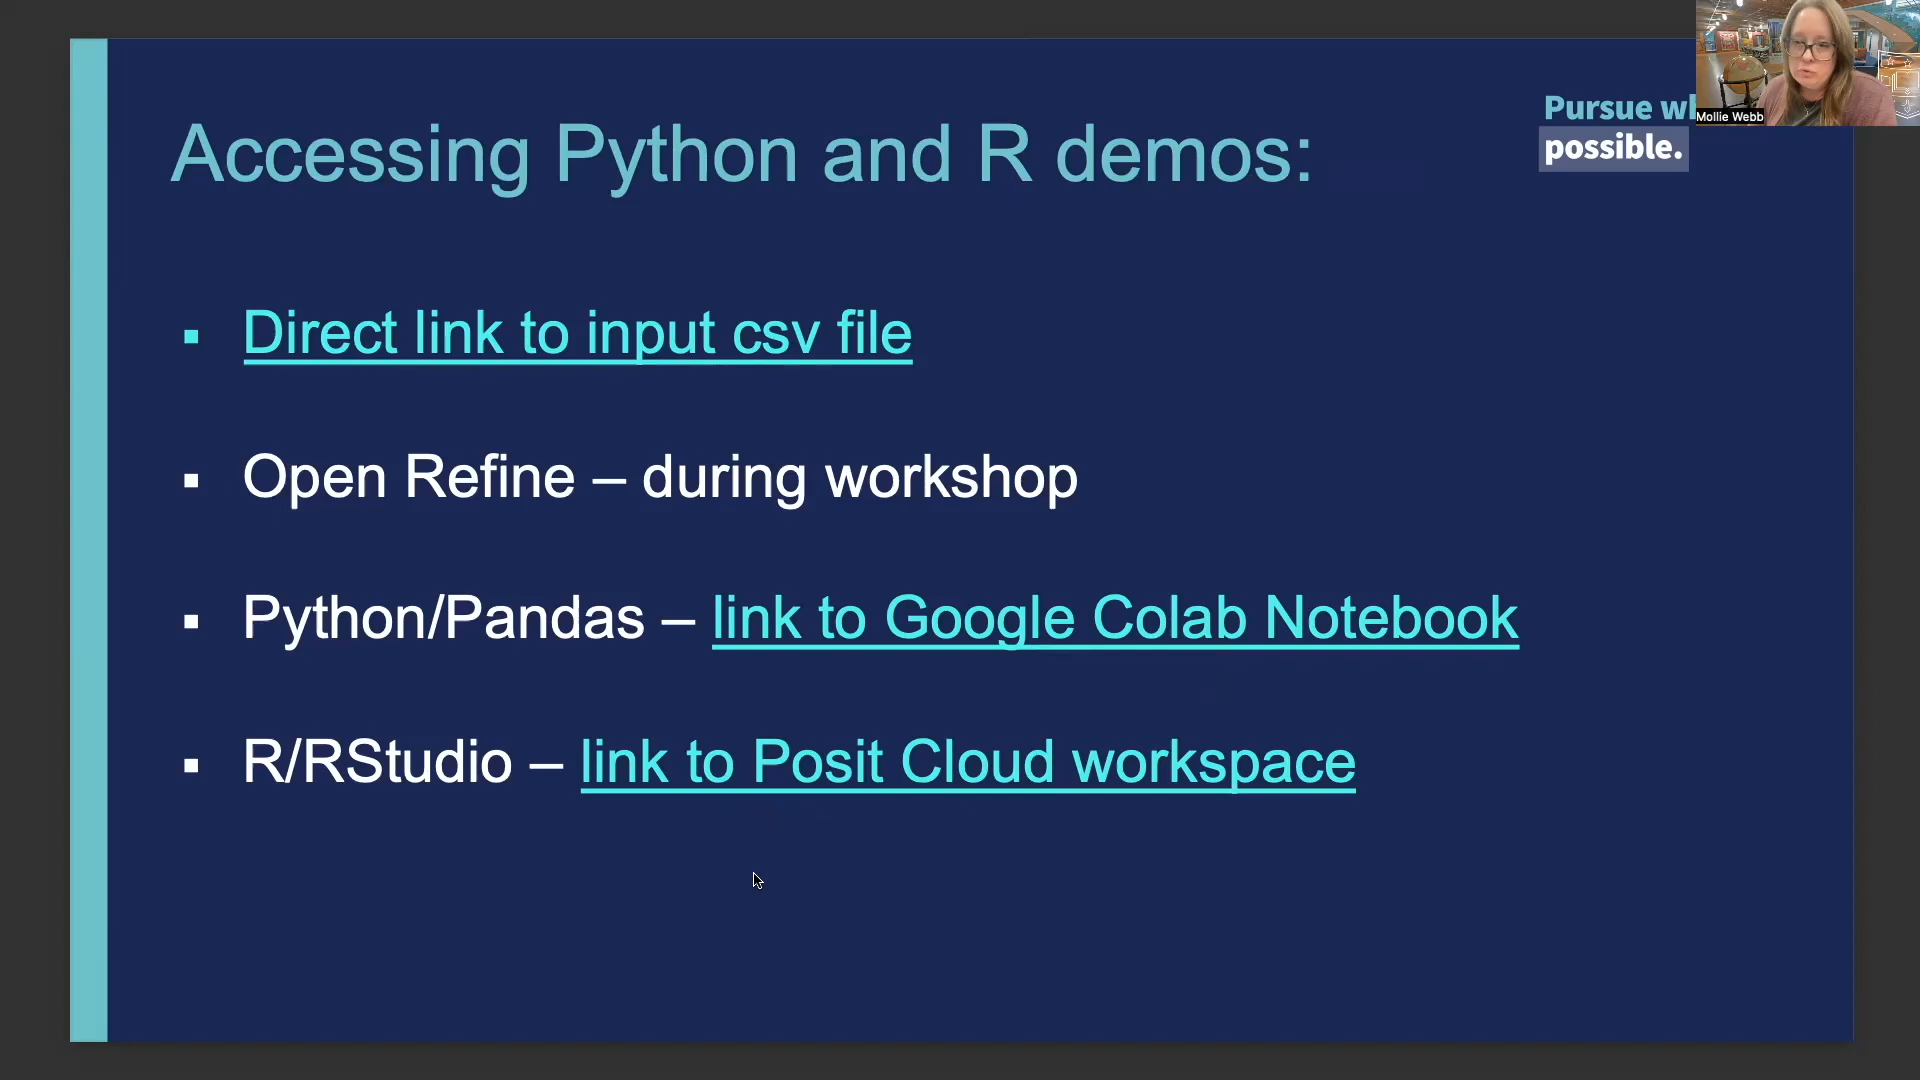 Accessing Python and R demos:
Pursue wh
possible.
Mollie Webb
▪ Direct link to input csv file
▪ Open Refine – during workshop
▪ Python/Pandas – link to Google Colab Notebook
▪ R/RStudio – link to Posit Cloud workspace